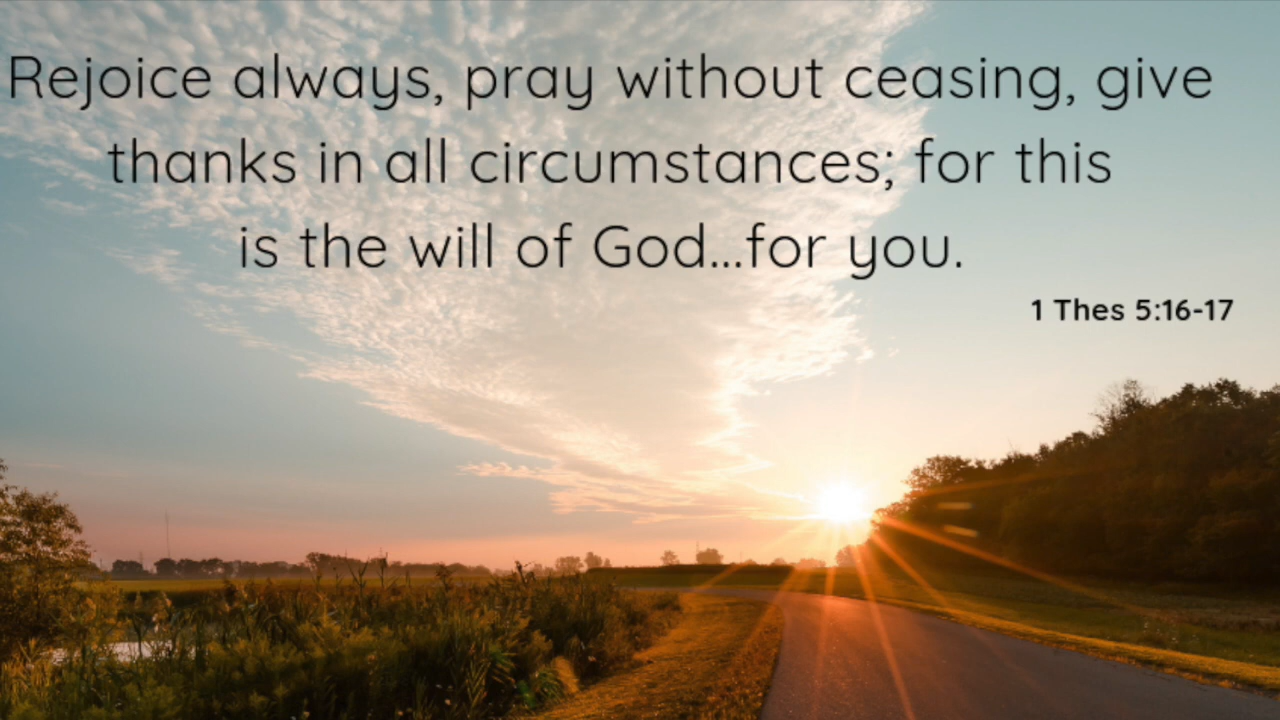 Rejoice always, pray without ceasing, give
thanks in all circumstances; for this
is the will of God...for you.
1 Thes 5:16-17